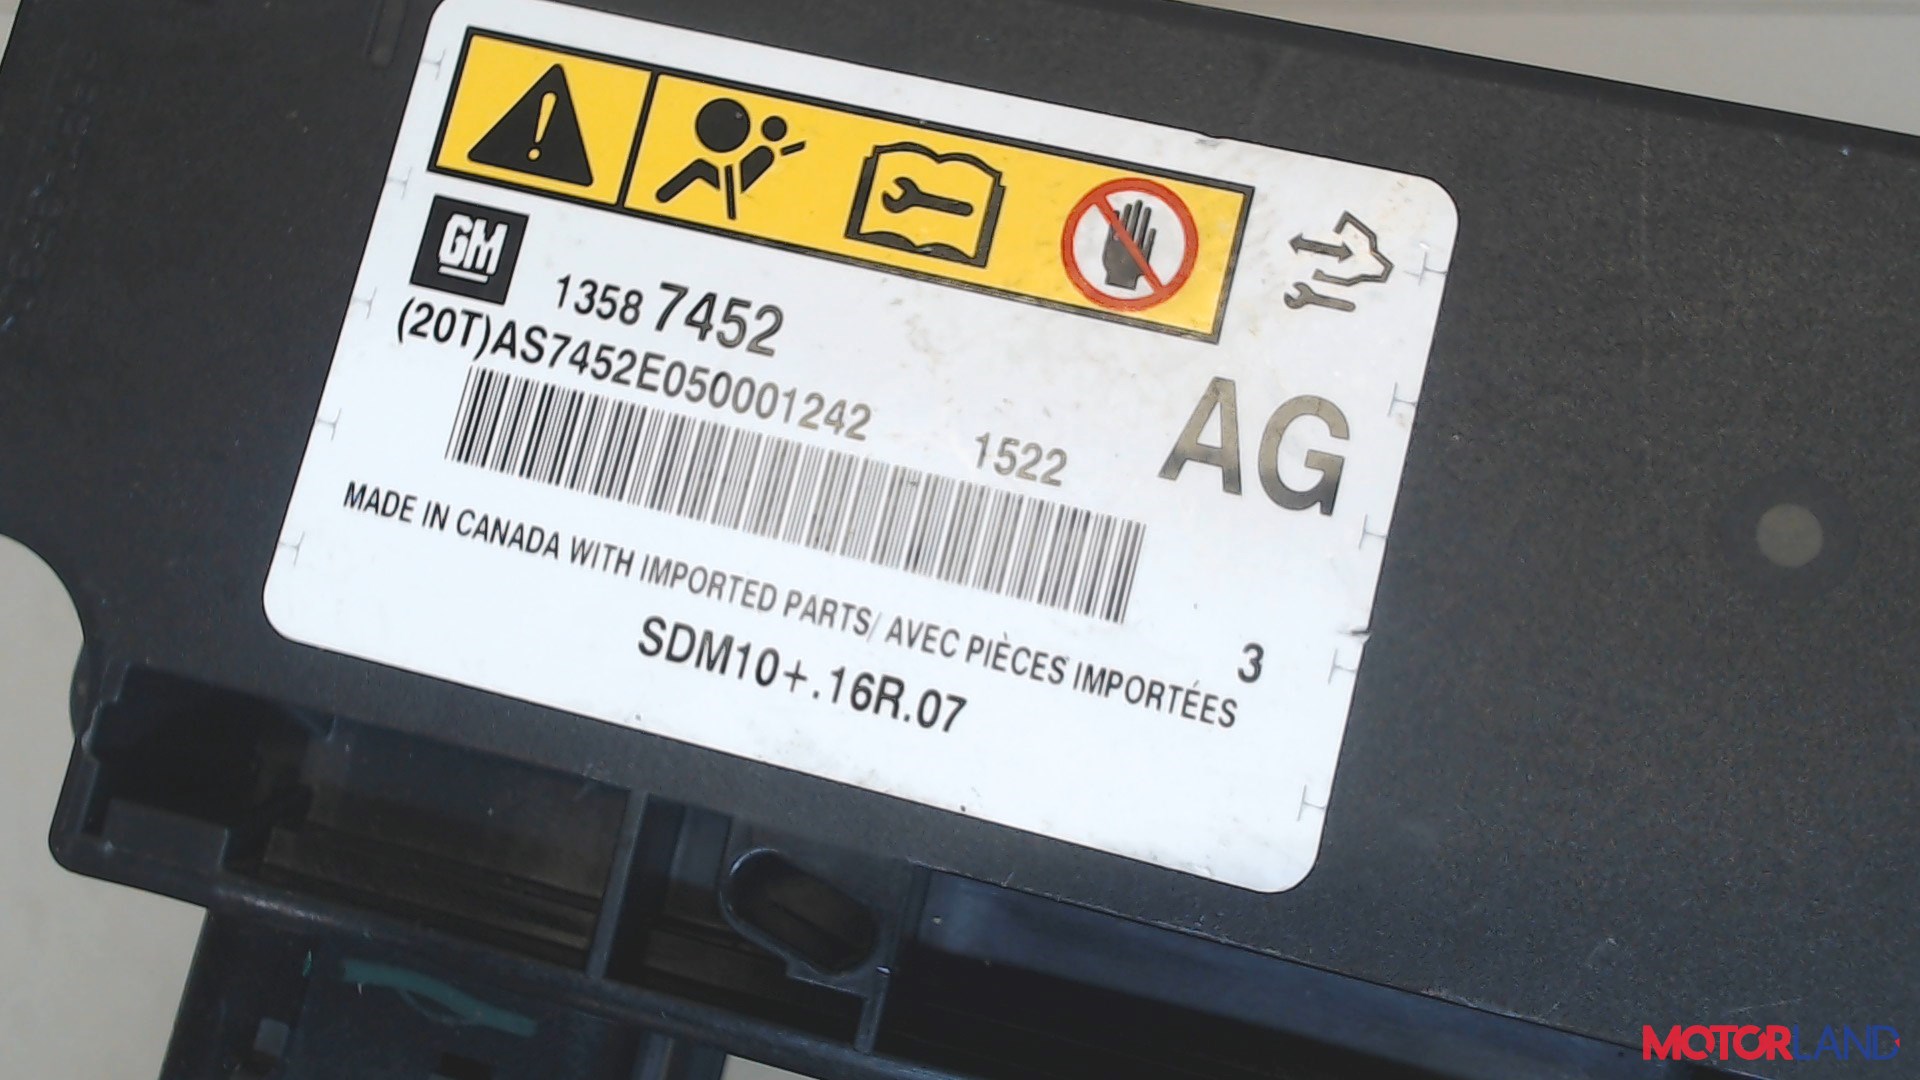 GM
1358 7452
(20T)AS7452E050001242 1522
AG
MADE IN CANADA WITH IMPORTED PARTS/ AVEC PIÈCES IMPORTÉES
3
SDM10+.16R.07
MOTORLAND